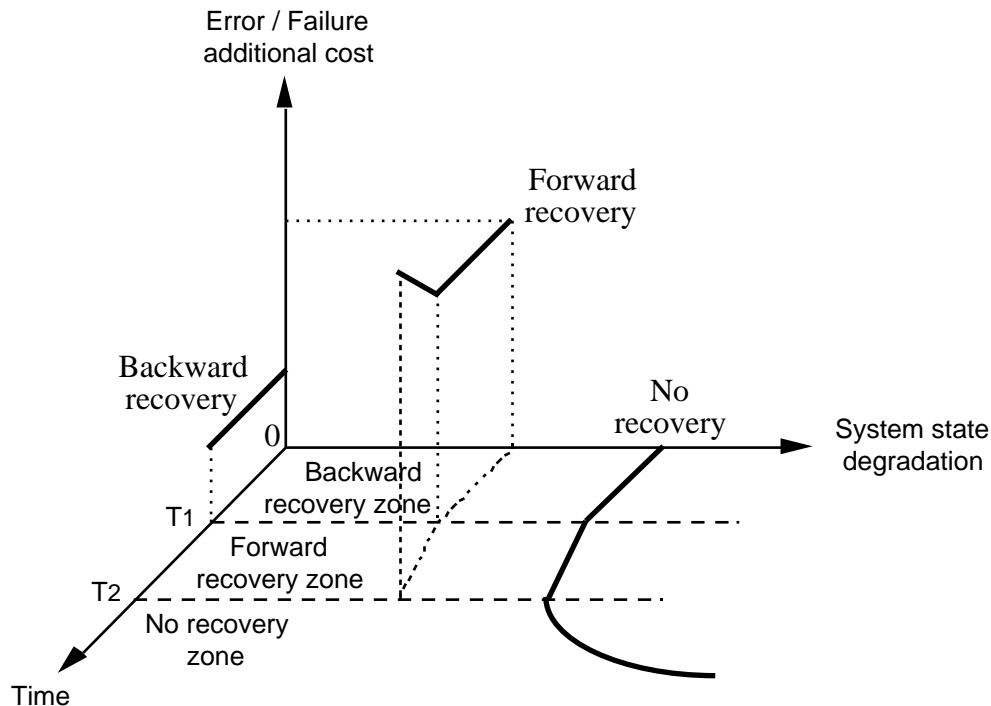 Error / Failure
additional cost
Forward
recovery
Backward
recovery
No
recovery
0
System state
degradation
Backward
recovery zone
T1
Forward
recovery zone
T2
No recovery
zone
Time